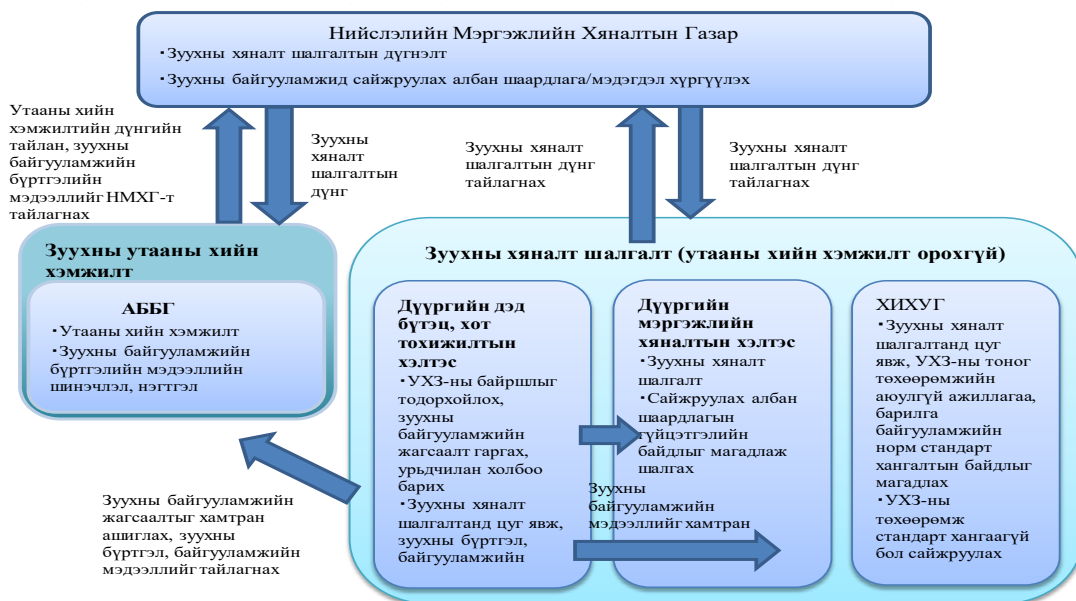 Нийслэлийн Мэргэжлийн Хяналтын Газар
・Зуухны хяналт шалгалтын дүгнэлт
・Зуухны байгууламжид сайжруулах албан шаардлага/мэдэгдэл хүргүүлэх
Утааны хийн
хэмжилтийн дүнгийн
тайлан, зуухны
байгууламжийн
бүртгэлийн
мэдээллийг НМХГ-т
тайлагнах
Зуухны
хяналт
шалгалтын
дүнг
Зуухны хяналт
шалгалтын дүнг
тайлагнах
Зуухны хяналт
шалгалтын дүнг
тайлагнах
Зуухны утааны хийн
хэмжилт
АББГ
・Утааны хийн хэмжилт
・Зуухны байгууламжийн
бүртгэлийн мэдээллийн
шинэчлэл, нэгтгэл
Зуухны хяналт шалгалт (утааны хийн хэмжилт орохгүй)
Дүүргийн дэд
бүтэц, хот
тохижилтын
хэлтэс
・УХЗ-ны байршлыг
тодорхойлох,
зуухны
байгууламжийн
жагсаалт гаргах,
урьдчилан холбоо
барих
・Зуухны хяналт
шалгалтанд цуг явж,
зуухны бүртгэл,
байгууламжийн
Дүүргийн
мэргэжлийн
хяналтын хэлтэс
・Зуухны хяналт
шалгалт
・Сайжруулах албан
шаардлагын
гүйцэтгэлийн
байдлыг магадлаж
шалгах
Зуухны
байгууламжийн
мэдээллийг хамтран
ХИХУГ
・Зуухны хяналт
шалгалтанд цуг
явж, УХЗ-ны тоног
төхөөрөмжийн
аюулгүй ажиллагаа,
барилга
байгууламжийн
норм стандарт
хангалтын байдлыг
магадлах
・УХЗ-ны
төхөөрөмж
стандарт хангаагүй
бол сайжруулах
Зуухны байгууламжийн
жагсаалтыг хамтран
ашиглах, зуухны
бүртгэл, байгууламжийн
мэдээллийг тайлагнах